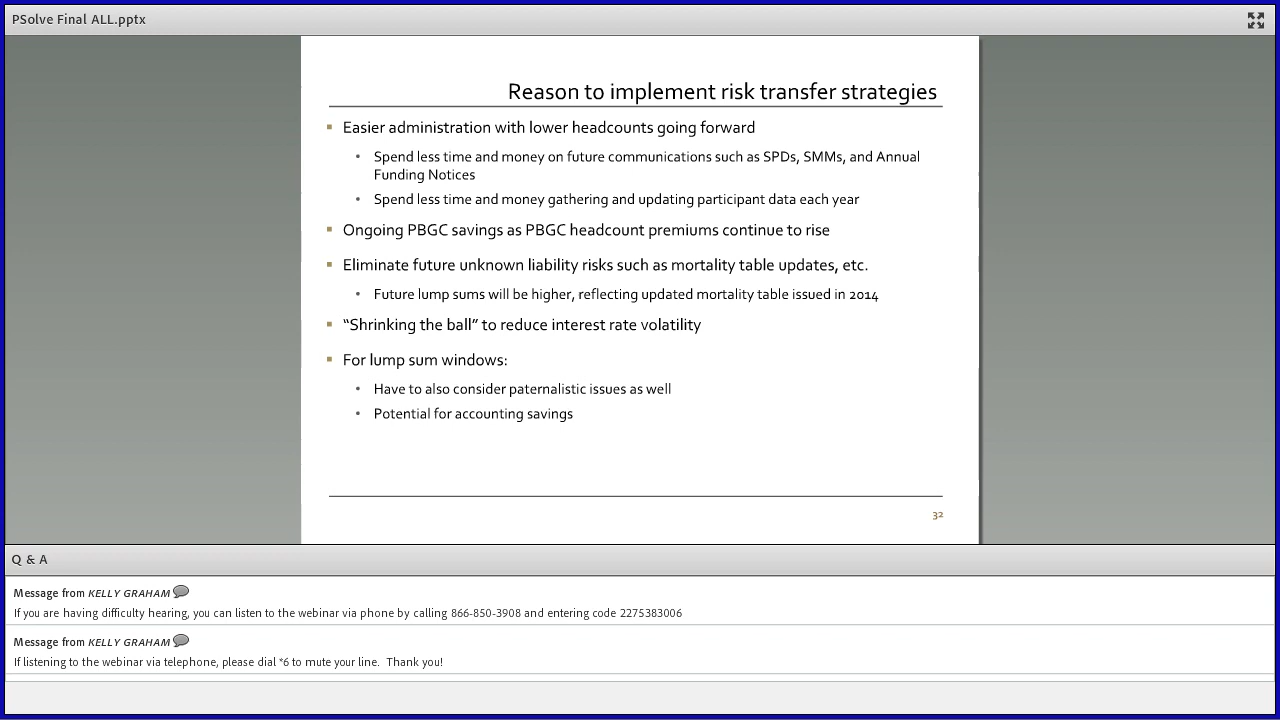 PSolve Final ALL.pptx
Reason to implement risk transfer strategies
Easier administration with lower headcounts going forward
Spend less time and money on future communications such as SPDs, SMMs, and Annual
Funding Notices
Spend less time and money gathering and updating participant data each year
Ongoing PBGC savings as PBGC headcount premiums continue to rise
Eliminate future unknown liability risks such as mortality table updates, etc.
Future lump sums will be higher, reflecting updated mortality table issued in 2014
“Shrinking the ball” to reduce interest rate volatility
For lump sum windows:
Have to also consider paternalistic issues as well
Potential for accounting savings
32
Q & A
Message from KELLY GRAHAM
If you are having difficulty hearing, you can listen to the webinar via phone by calling 866-850-3908 and entering code 2275383006
Message from KELLY GRAHAM
If listening to the webinar via telephone, please dial *6 to mute your line.  Thank you!